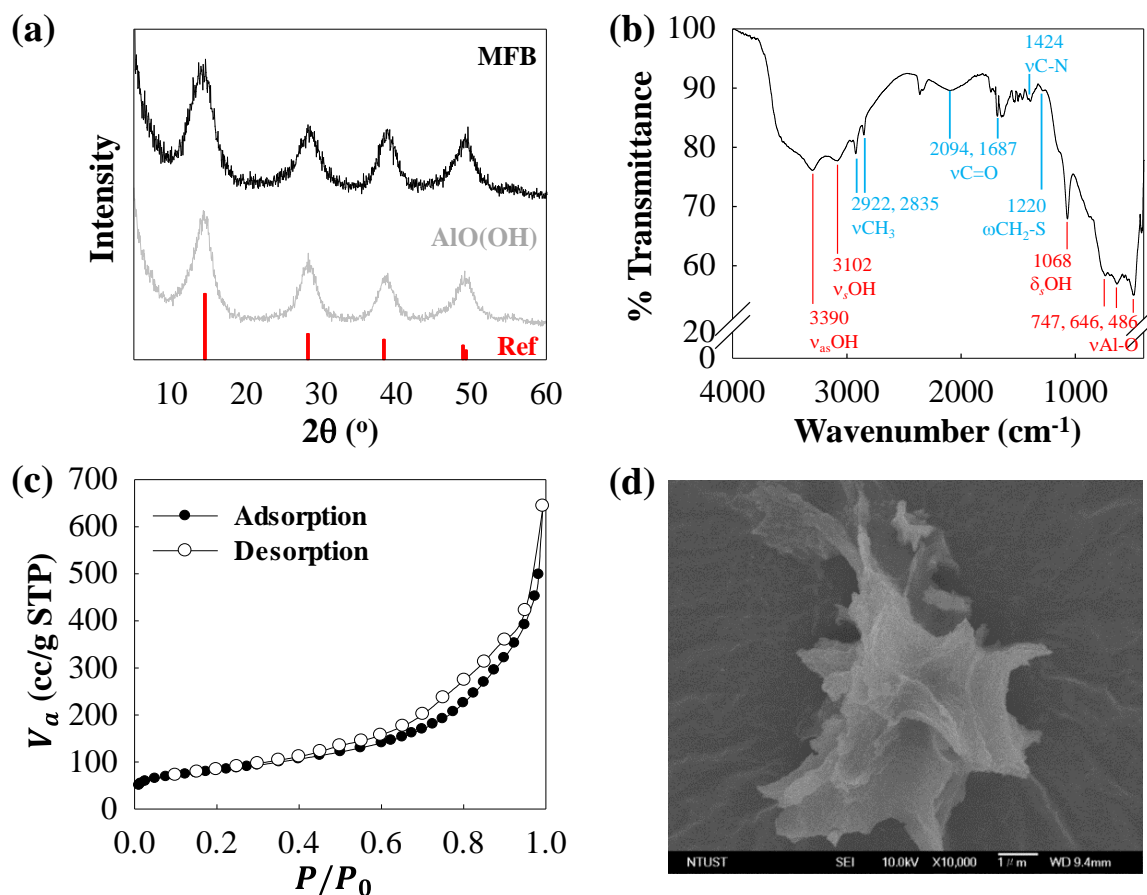 (a)
MFB
AlO(OH)
Ref
Intensity
10 20 30 40 50 60
2θ (°)
(b)
100
90
80
70
60
20
0
% Transmittance
1424
νC-N
2094, 1687
νC=O
2922, 2835
νCH₃
1220
ωCH₂-S
3102
νₛOH
1068
δₛOH
3390
νₐₛOH
747, 646, 486
νAl-O
4000 3000 2000 1000
Wavenumber (cm⁻¹)
(c)
700
600
500
400
300
200
100
0
Vₐ (cc/g STP)
Adsorption
Desorption
0.0 0.2 0.4 0.6 0.8 1.0
P/P₀
(d)
NTUST SEI 10.0kV X10,000 1μm WD 9.4mm